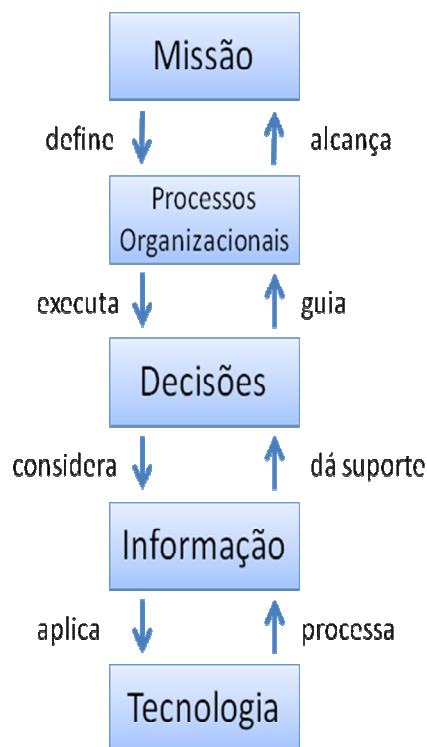 Missão
define alcança
Processos
Organizacionais
executa guia
Decisões
considera dá suporte
Informação
aplica processa
Tecnologia